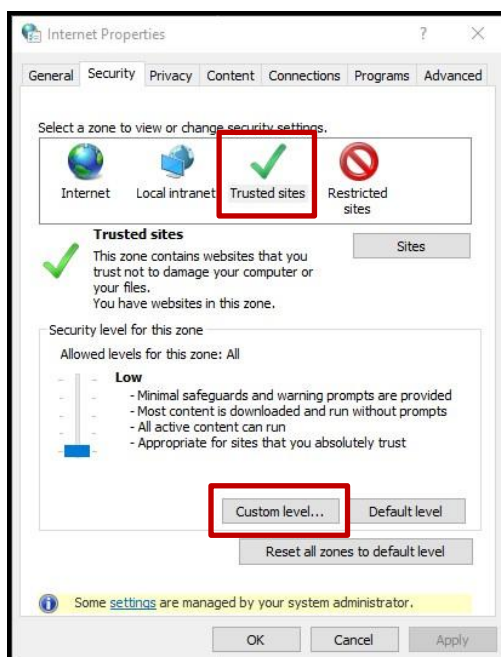 Internet Properties
?
General Security Privacy Content Connections Programs Advanced
Select a zone to view or change security settings.
Internet
Local intranet
Trusted sites
Restricted
sites
Trusted sites
Sites
This zone contains websites that you
trust not to damage your computer or
your files.
You have websites in this zone.
Security level for this zone
Allowed levels for this zone: All
Low
- Minimal safeguards and warning prompts are provided
- Most content is downloaded and run without prompts
- All active content can run
- Appropriate for sites that you absolutely trust
Custom level... Default level
Reset all zones to default level
Some settings are managed by your system administrator.
OK Cancel Apply